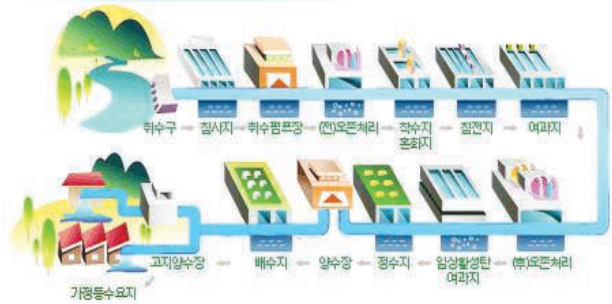 취수구
침사지
취수펌프장
(전)오존처리
착수지
혼화지
침전지
여과지
고지양수장
배수지
양수장
정수지
입상활성탄
여과지
(후)오존처리
가정등수요지